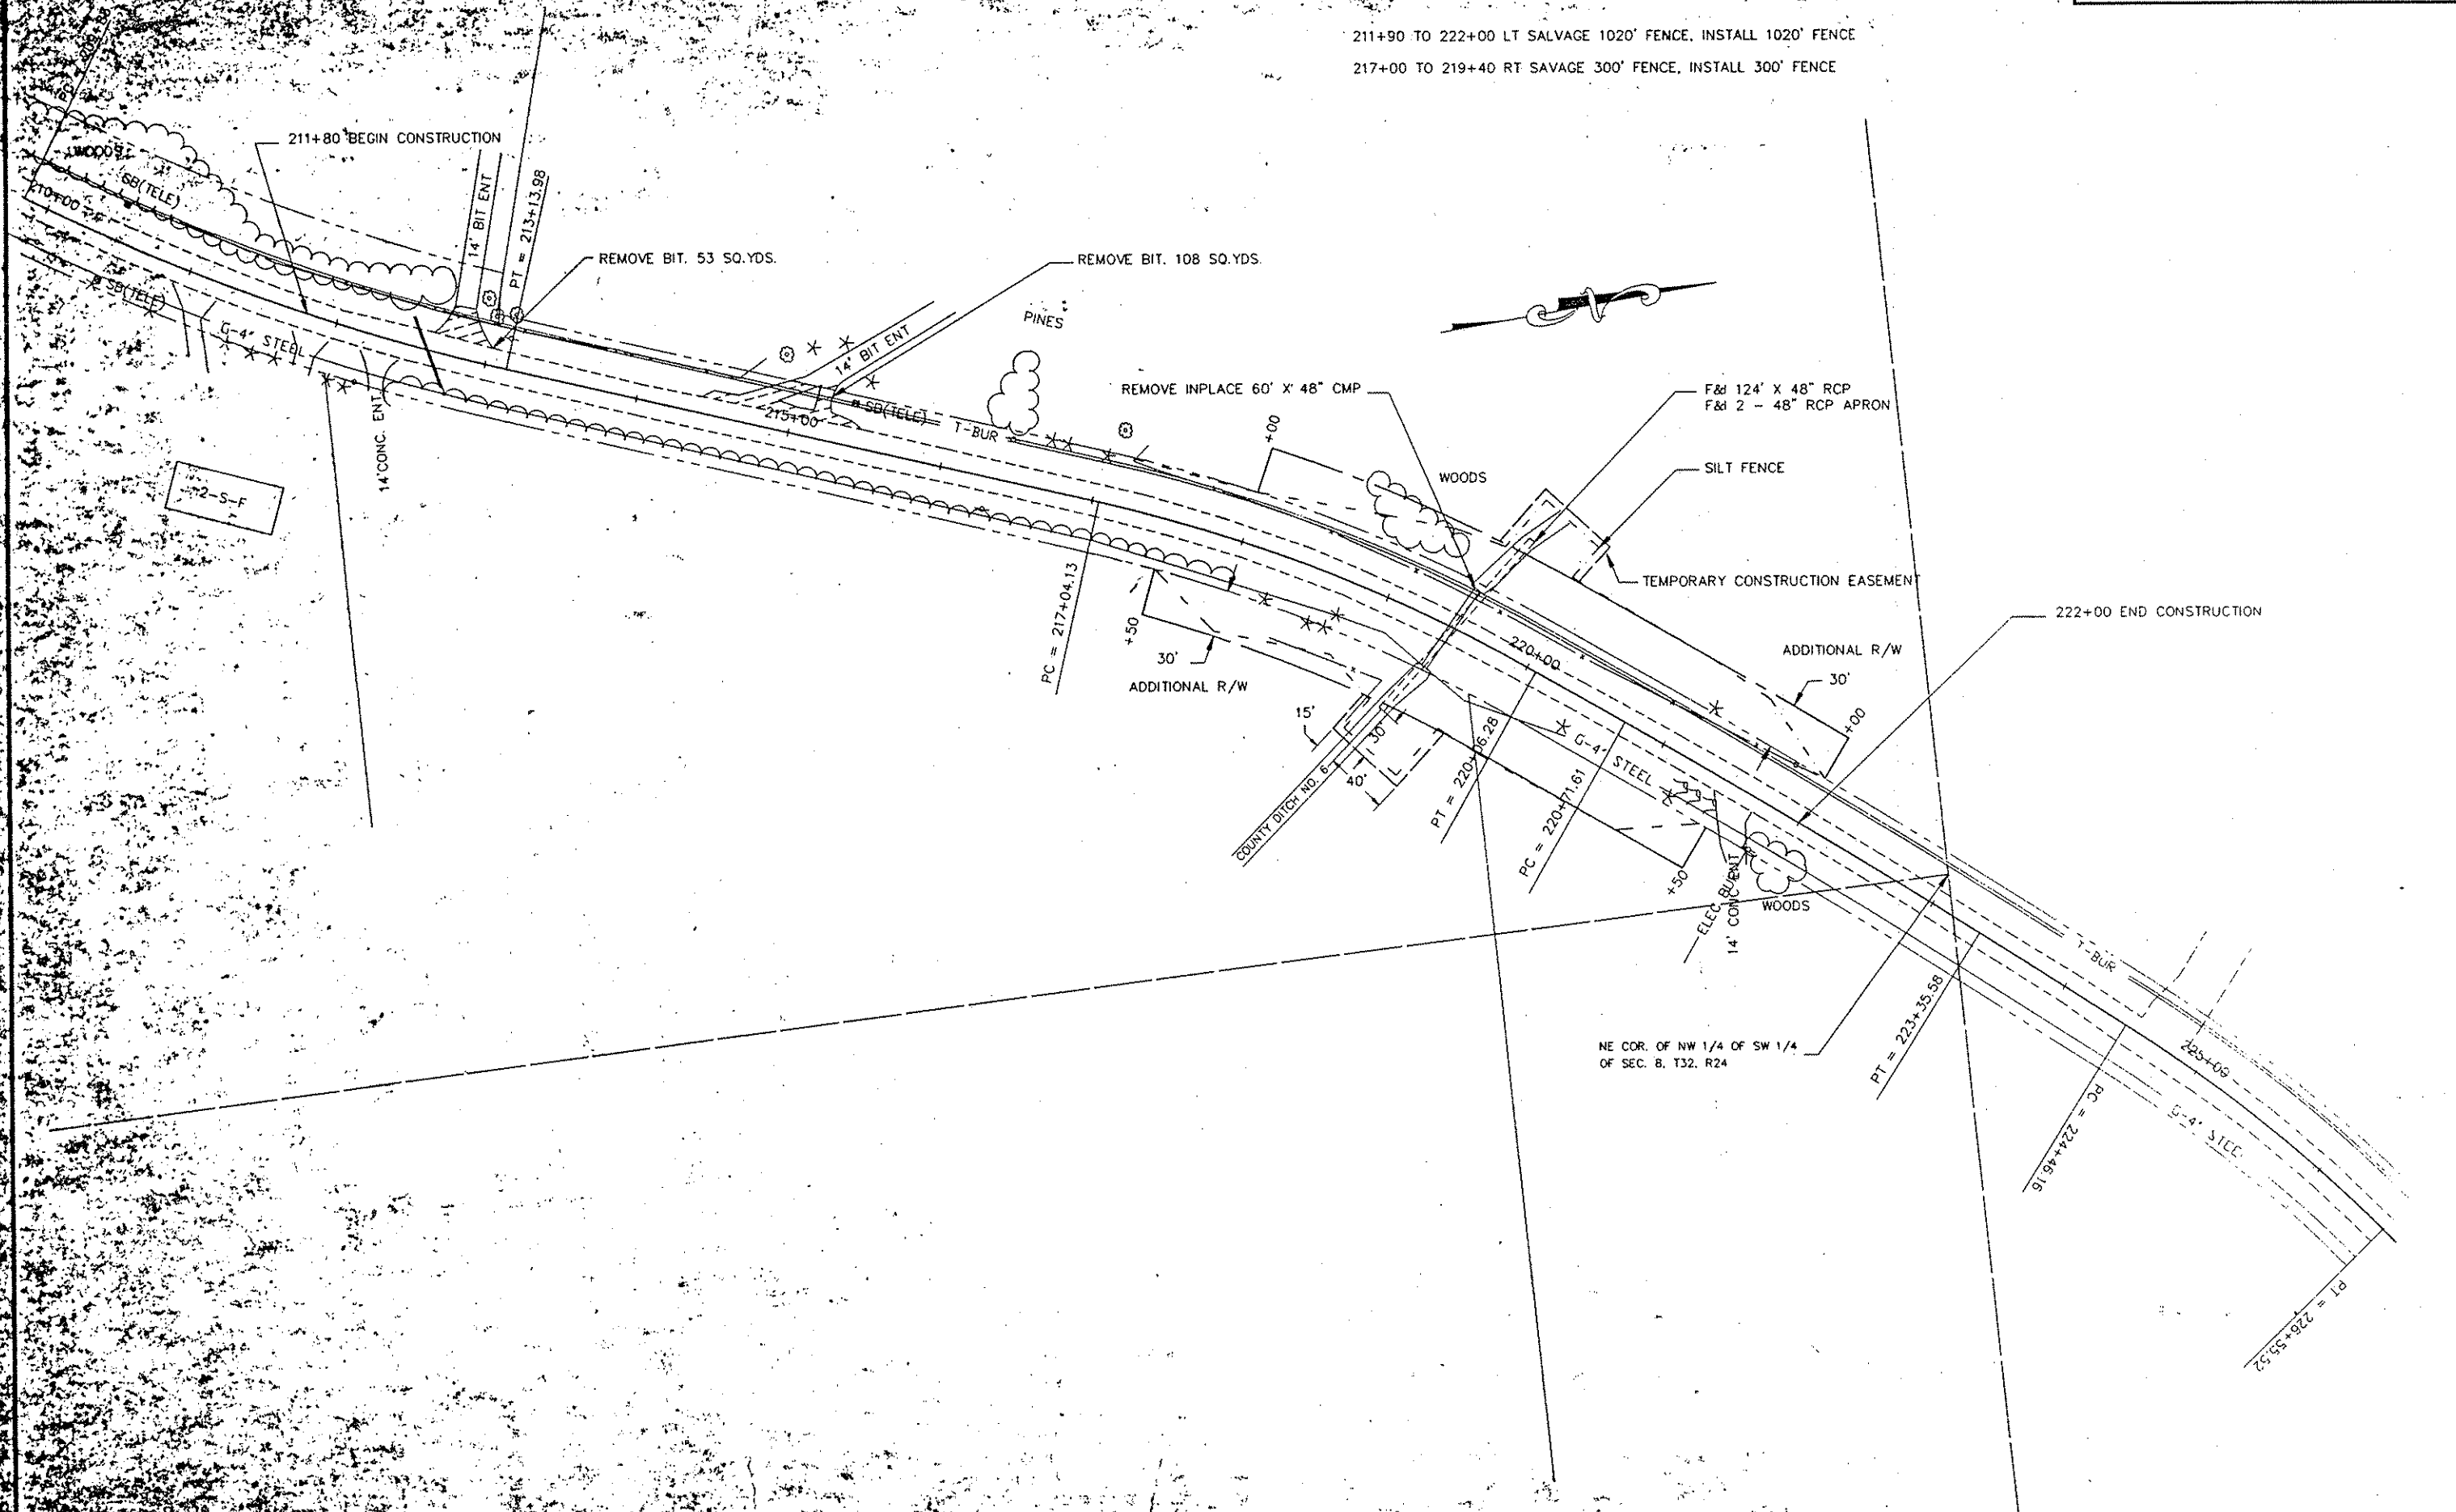 211+90 TO 222+00 LT SALVAGE 1020' FENCE, INSTALL 1020' FENCE
217+00 TO 219+40 RT SAVAGE 300' FENCE, INSTALL 300' FENCE
211+80 BEGIN CONSTRUCTION
WOODS
SB(TELE)
210+00
SB(TELE)
G-4" STEEL
14' BIT ENT
PT = 213+13.98
REMOVE BIT. 53 SQ.YDS.
REMOVE BIT. 108 SQ.YDS.
14' BIT ENT
PINES
215+00
SB(TELE)
T-BUR
14'CONC. ENT
2-S-F
REMOVE INPLACE 60' X 48" CMP
F&I 124' X 48" RCP
F&I 2 - 48" RCP APRON
+00
WOODS
SILT FENCE
TEMPORARY CONSTRUCTION EASEMENT
222+00 END CONSTRUCTION
PC = 217+04.13
+50
30'
ADDITIONAL R/W
220+00
ADDITIONAL R/W
30'
+00
15'
30'
40'
COUNTY DITCH NO. 6
PT = 220+06.28
PC = 220+71.61
G-4" STEEL
+50
ELEC. BUR
14' CONC ENT
WOODS
NE COR. OF NW 1/4 OF SW 1/4
OF SEC. 8, T32, R24
PT = 223+35.58
T-BUR
225+00
PC = 224+46.16
G-4" STEEL
PT = 226+55.52